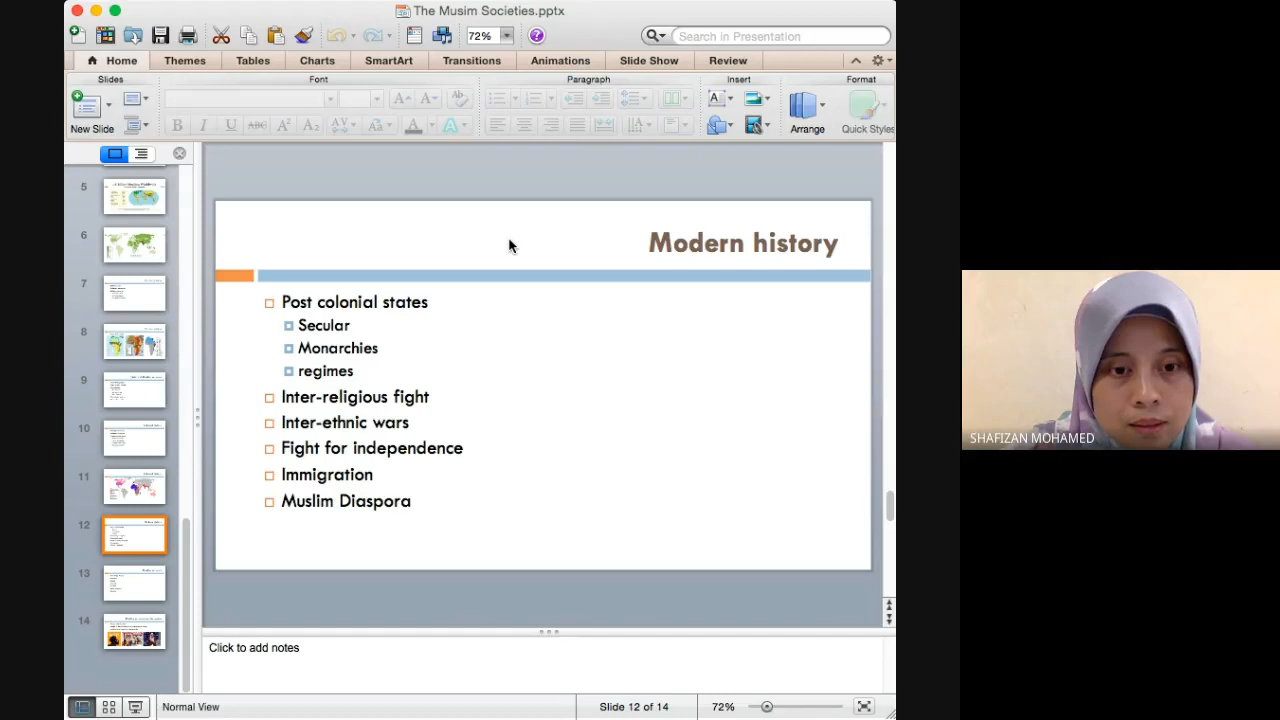 The Musim Societies.pptx
72%
Search in Presentation
Home
Themes
Tables
Charts
SmartArt
Transitions
Animations
Slide Show
Review
Slides
Font
Paragraph
Insert
Format
New Slide
Arrange
Quick Styles
5
6
7
8
9
10
11
12
13
14
Modern history
Post colonial states
Secular
Monarchies
regimes
Inter-religious fight
Inter-ethnic wars
Fight for independence
Immigration
Muslim Diaspora
Click to add notes
Normal View
Slide 12 of 14
72%
SHAFIZAN MOHAMED